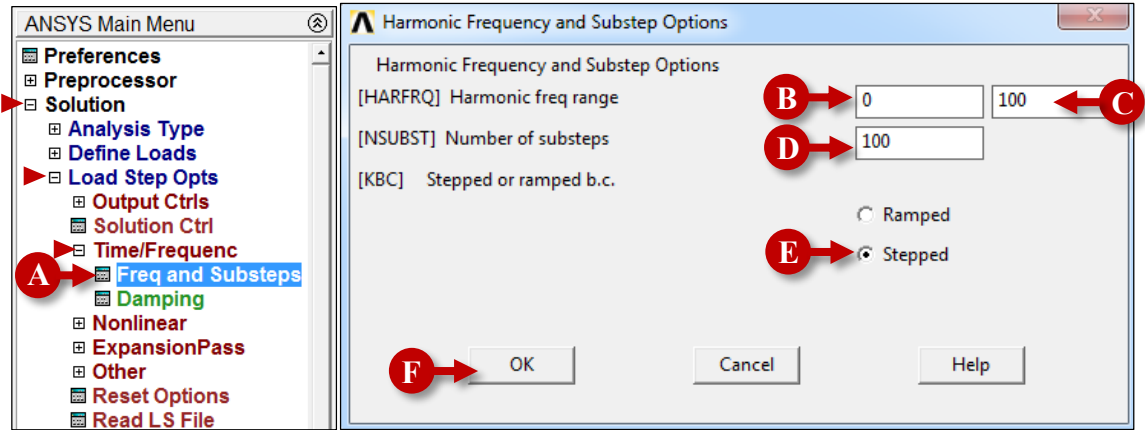 ANSYS Main Menu
Preferences
Preprocessor
Solution
Analysis Type
Define Loads
Load Step Opts
Output Ctrls
Solution Ctrl
Time/Frequenc
A
Freq and Substeps
Damping
Nonlinear
ExpansionPass
Other
Reset Options
Read LS File
Harmonic Frequency and Substep Options
Harmonic Frequency and Substep Options
[HARFRQ] Harmonic freq range B 0 100 C
[NSUBST] Number of substeps D 100
[KBC] Stepped or ramped b.c.
Ramped
E Stepped
F OK Cancel Help